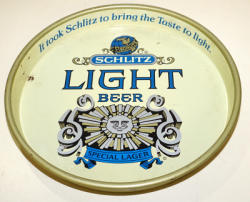 It took Schlitz to bring the Taste to light.
SCHLITZ
LIGHT
BEER
SPECIAL LAGER